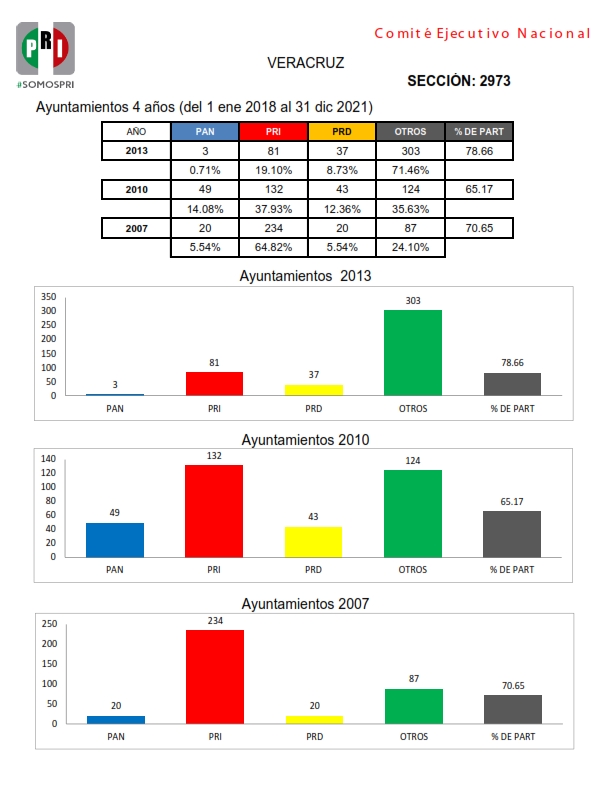 PRI
#SOMOSPRI
Comité Ejecutivo Nacional
VERACRUZ
SECCIÓN: 2973
Ayuntamientos 4 años (del 1 ene 2018 al 31 dic 2021)
AÑO PAN PRI PRD OTROS % DE PART
2013 3 81 37 303 78.66
0.71% 19.10% 8.73% 71.46%
2010 49 132 43 124 65.17
14.08% 37.93% 12.36% 35.63%
2007 20 234 20 87 70.65
5.54% 64.82% 5.54% 24.10%
Ayuntamientos 2013
350
300
250
200
150
100
50
0
3 81 37 303 78.66
PAN PRI PRD OTROS % DE PART
Ayuntamientos 2010
140
120
100
80
60
40
20
0
49 132 43 124 65.17
PAN PRI PRD OTROS % DE PART
Ayuntamientos 2007
250
200
150
100
50
0
20 234 20 87 70.65
PAN PRI PRD OTROS % DE PART